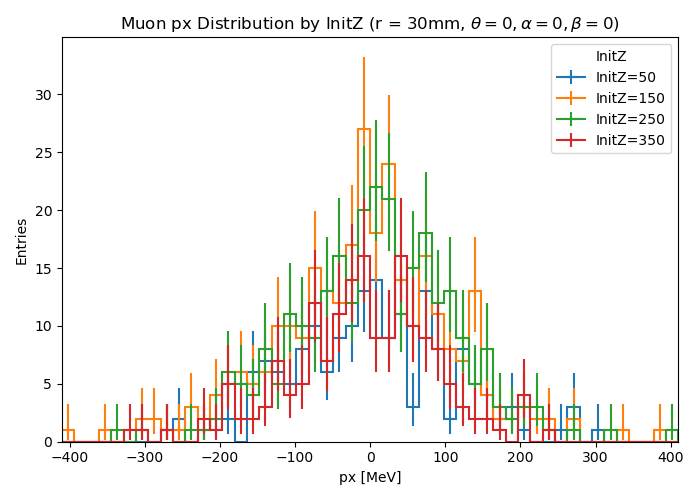 Muon px Distribution by InitZ (r = 30mm, θ = 0, α = 0, β = 0)
InitZ
InitZ=50
InitZ=150
InitZ=250
InitZ=350
30
25
20
15
10
5
0
Entries
−400 −300 −200 −100 0 100 200 300 400
px [MeV]